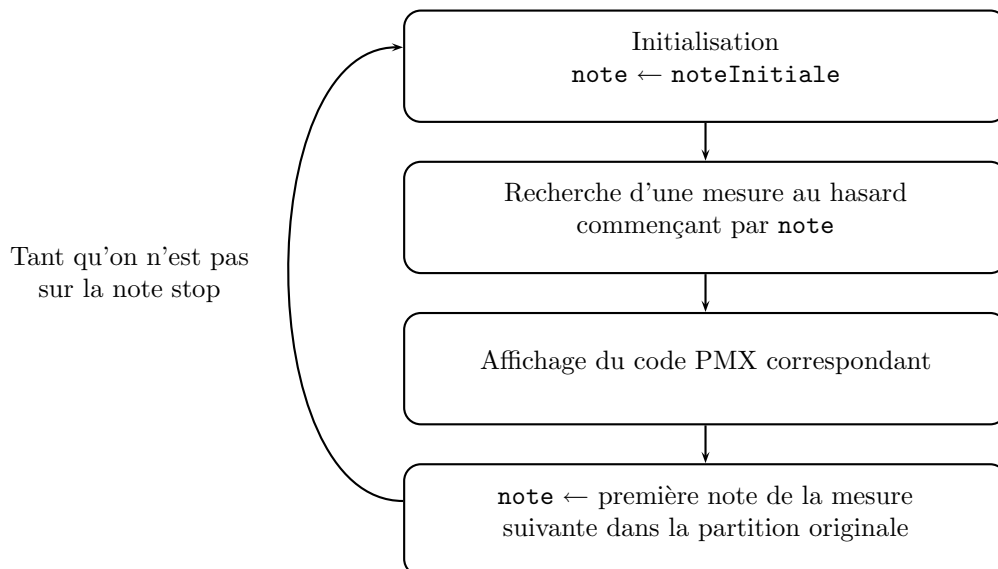 Initialisation
note ← noteInitiale
Recherche d'une mesure au hasard
commençant par note
Tant qu'on n'est pas
sur la note stop
Affichage du code PMX correspondant
note ← première note de la mesure
suivante dans la partition originale